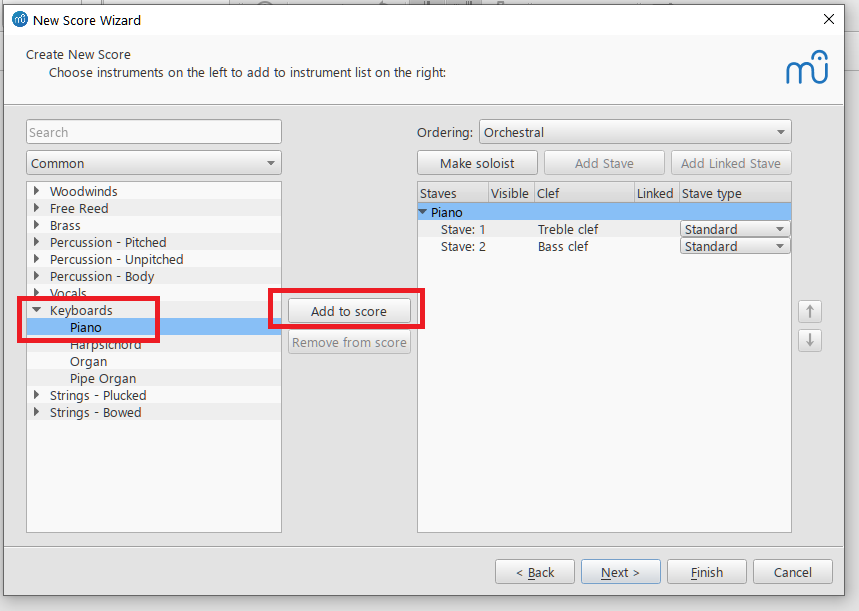 New Score Wizard
Create New Score
Choose instruments on the left to add to instrument list on the right:
Search
Common
Woodwinds
Free Reed
Brass
Percussion - Pitched
Percussion - Unpitched
Percussion - Body
Vocals
Keyboards
Piano
Harpsichord
Organ
Pipe Organ
Strings - Plucked
Strings - Bowed
Add to score
Remove from score
Ordering: Orchestral
Make soloist Add Stave Add Linked Stave
Staves Visible Clef Linked Stave type
Piano
Stave: 1 Treble clef Standard
Stave: 2 Bass clef Standard
< Back Next > Finish Cancel